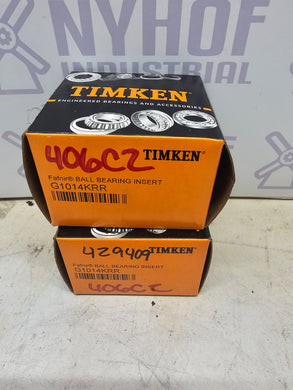 NYHOF
INDUSTRIAL
TIMKEN
ENGINEERED BEARINGS AND ACCESSORIES
406CZ TIMKEN
Fafnir® BALL BEARING INSERT
G1014KRR
429409 TIMKEN
Fafnir® BALL BEARING INSERT
G1014KRR
406CZ